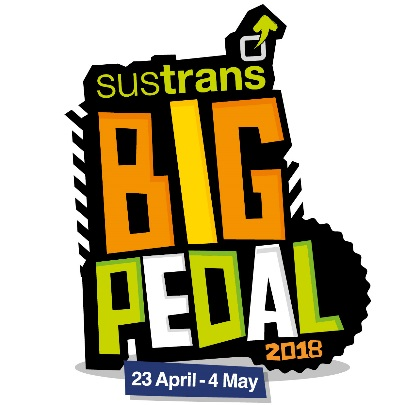 sustrans
BIG
PEDAL
2018
23 April - 4 May